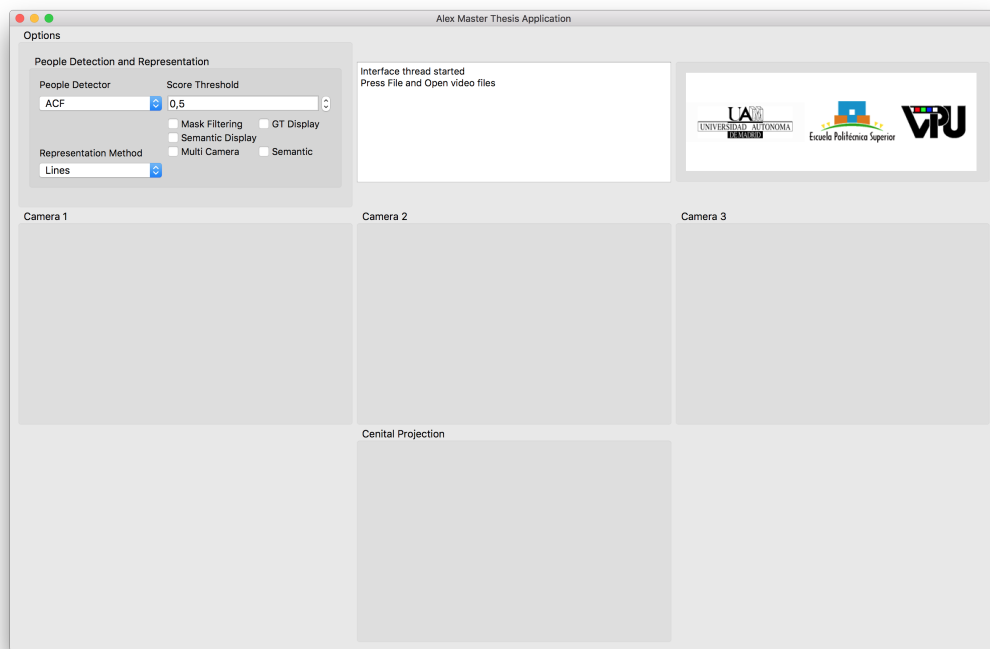 Alex Master Thesis Application
Options
People Detection and Representation
People Detector
Score Threshold
ACF
0,5
Mask Filtering
GT Display
Semantic Display
Representation Method
Multi Camera
Semantic
Lines
Interface thread started
Press File and Open video files
UAM
UNIVERSIDAD AUTONOMA
DE MADRID
Escuela Politécnica Superior
VPU
Camera 1
Camera 2
Camera 3
Cenital Projection